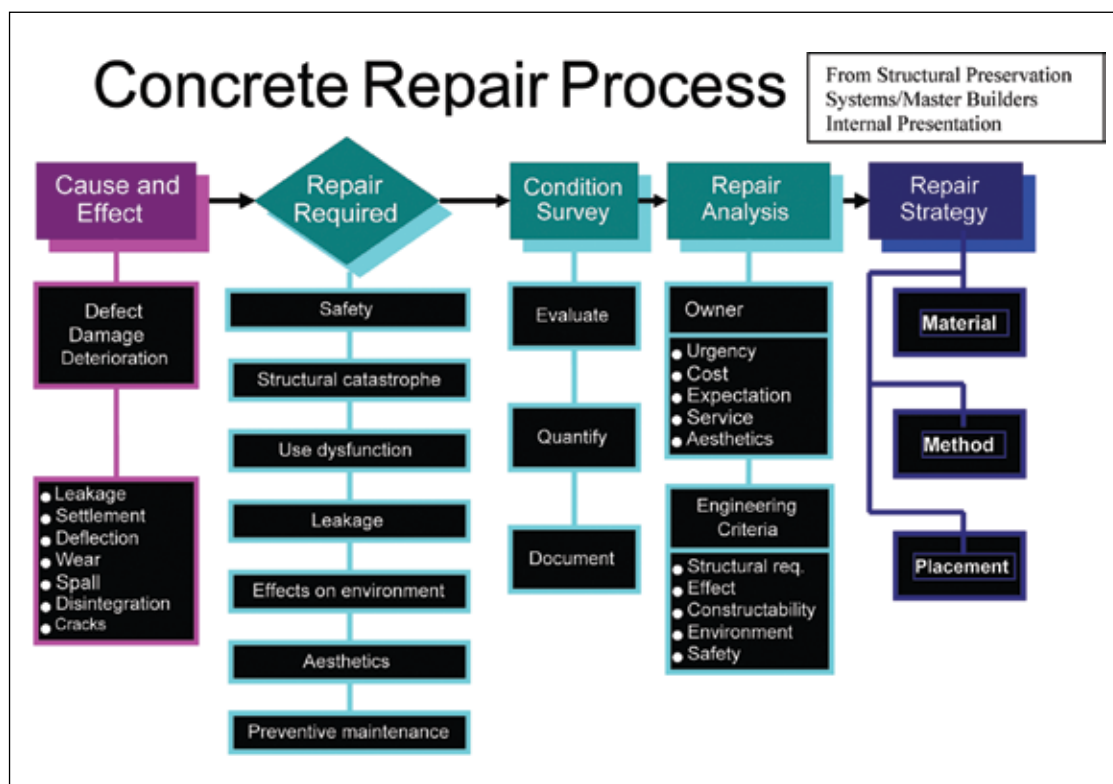 Concrete Repair Process
From Structural Preservation
Systems/Master Builders
Internal Presentation
Cause and
Effect
Defect
Damage
Deterioration
● Leakage
● Settlement
● Deflection
● Wear
● Spall
● Disintegration
● Cracks
Repair
Required
Safety
Structural catastrophe
Use dysfunction
Leakage
Effects on environment
Aesthetics
Preventive maintenance
Condition
Survey
Evaluate
Quantify
Document
Repair
Analysis
Owner
● Urgency
● Cost
● Expectation
● Service
● Aesthetics
Engineering
Criteria
● Structural req.
● Effect
● Constructability
● Environment
● Safety
Repair
Strategy
Material
Method
Placement